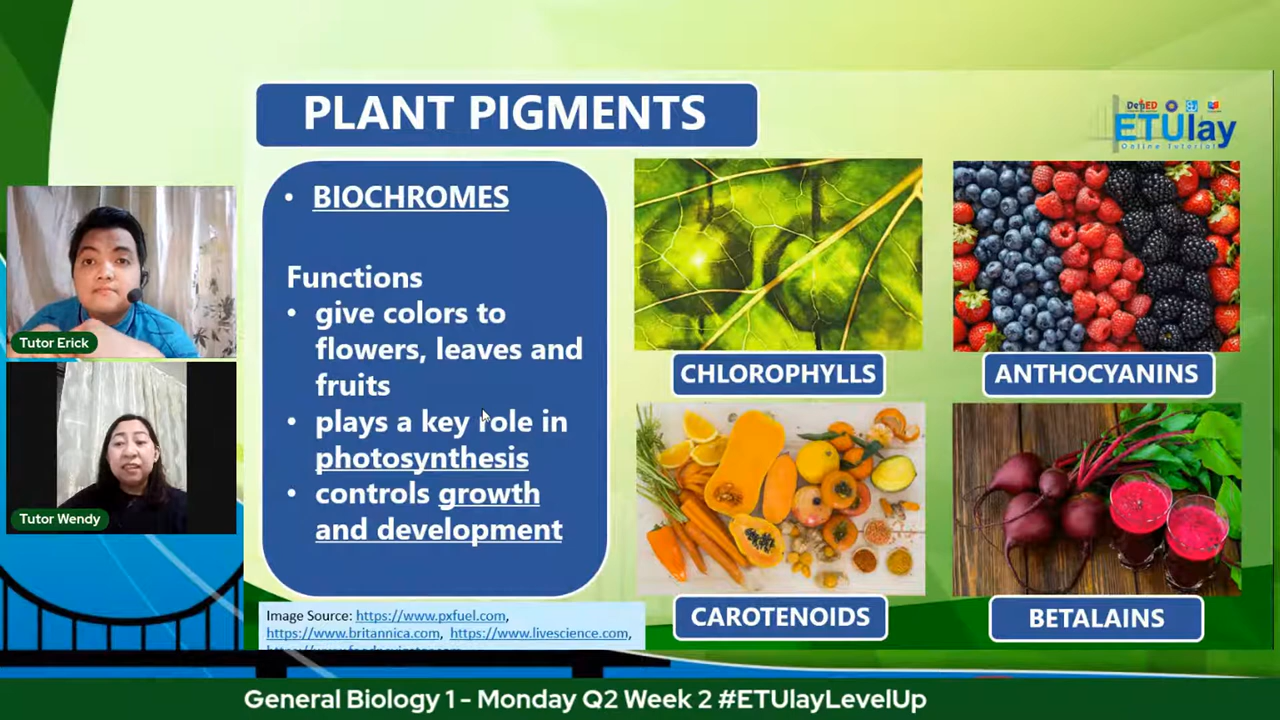 PLANT PIGMENTS
DepED
ETUlay
Online Tutorial
• BIOCHROMES
Functions
• give colors to
flowers, leaves and
fruits
• plays a key role in
photosynthesis
• controls growth
and development
CHLOROPHYLLS
ANTHOCYANINS
CAROTENOIDS
BETALAINS
Tutor Erick
Tutor Wendy
Image Source: https://www.pxfuel.com,
https://www.britannica.com, https://www.livescience.com,
General Biology 1 - Monday Q2 Week 2 #ETUlayLevelUp